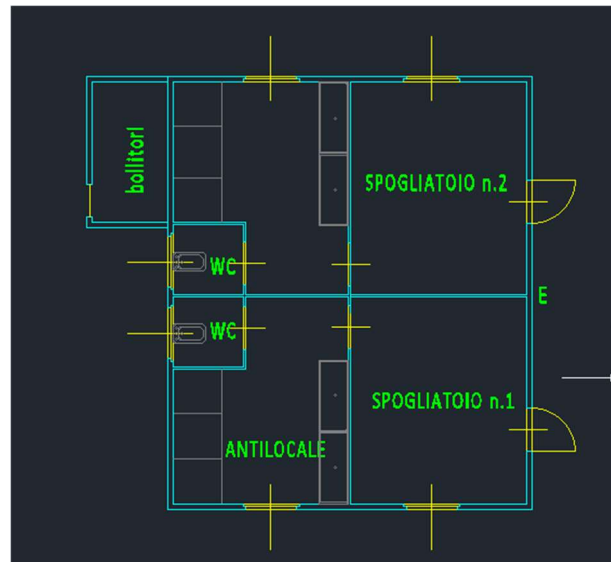 bollitori
SPOGLIATOIO n.2
WC
E
WC
SPOGLIATOIO n.1
ANTILOCALE